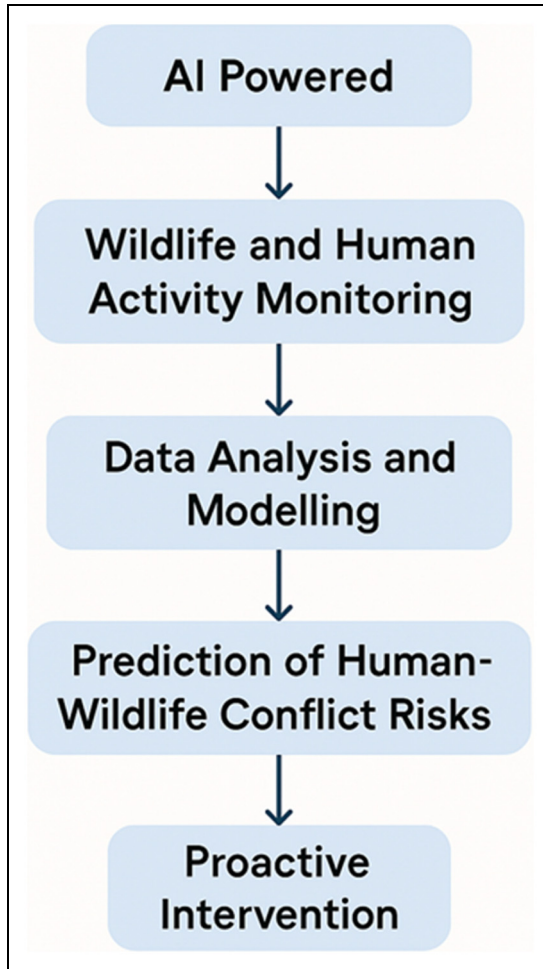 AI Powered
Wildlife and Human
Activity Monitoring
Data Analysis and
Modelling
Prediction of Human-
Wildlife Conflict Risks
Proactive
Intervention